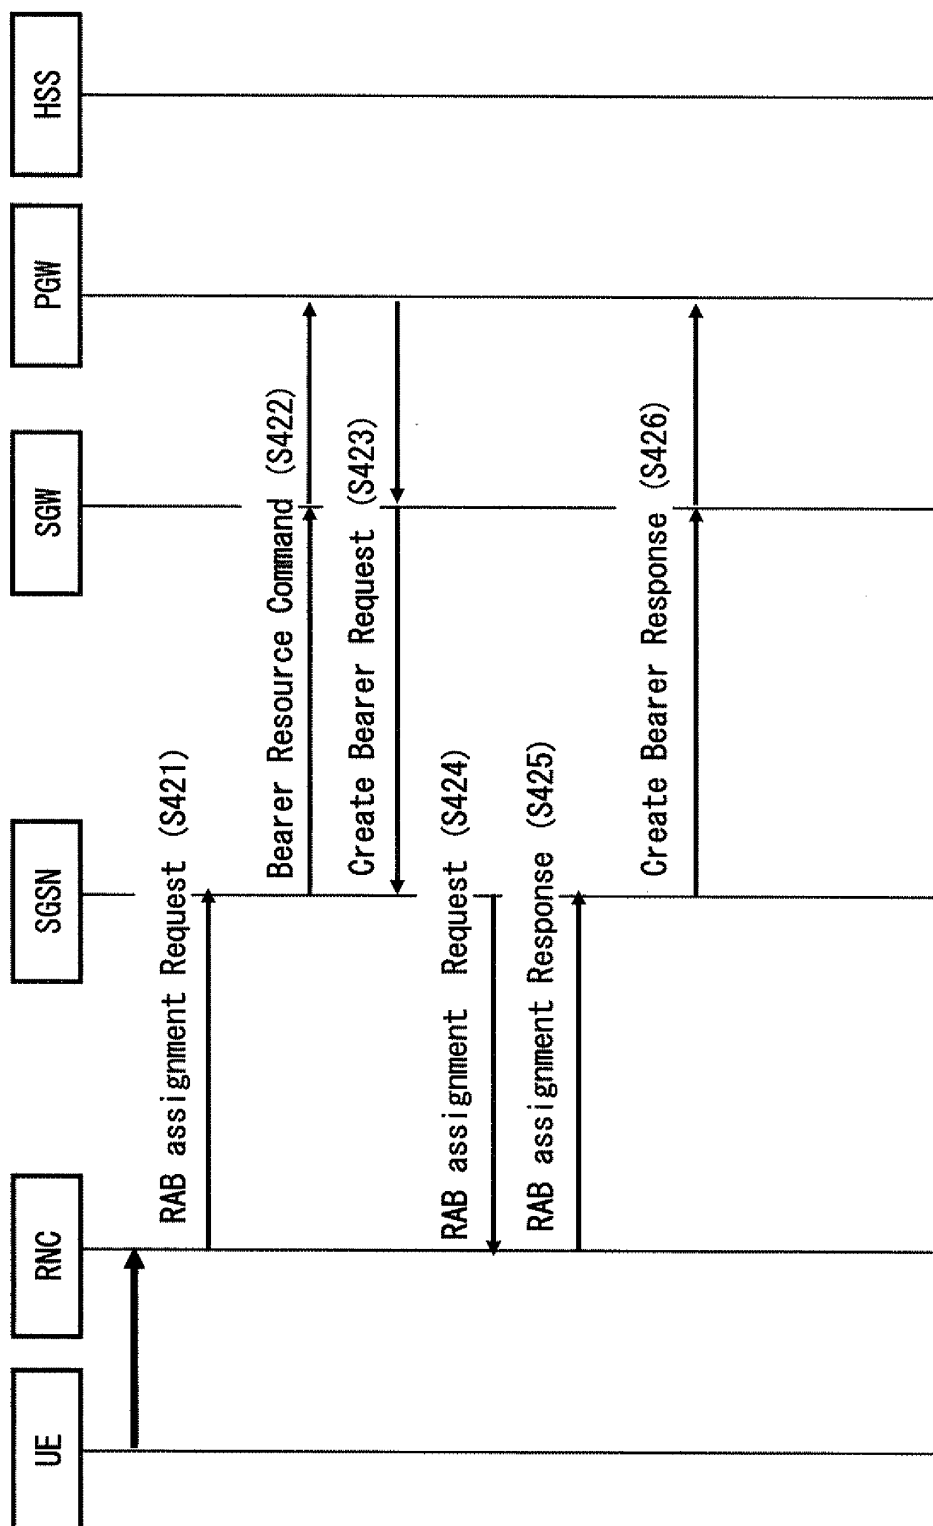 UE
RNC
SGSN
SGW
PGW
HSS
RAB assignment Request (S421)
Bearer Resource Command (S422)
Create Bearer Request (S423)
RAB assignment Request (S424)
RAB assignment Response (S425)
Create Bearer Response (S426)